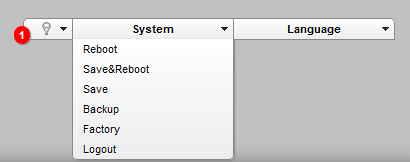 1 System Language
Reboot
Save&Reboot
Save
Backup
Factory
Logout